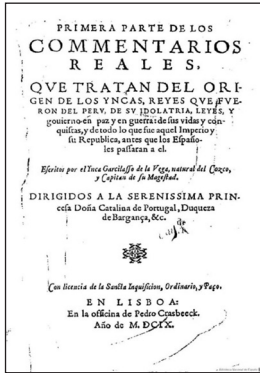 PRIMERA PARTE DE LOS
COMMENTARIOS
REALES,
QVE TRATAN DEL ORI-
GEN DE LOS YNCAS, REYES QVE FVE-
RON DEL PERV, DE SV IDOLATRIA, LEYES, Y
gouierno en paz y en guerra: de sus vidas y con-
quistas, y de todo lo que fue aquel Imperio y
su Republica, antes que los Españo-
les passaran a el.
Escritos por el Ynca Garcilasso de la Vega, natural del Cozco,
y Capitan de su Magestad.
DIRIGIDOS A LA SERENISSIMA PRIN-
cesa Doña Catalina de Portugal, Duqueza
de Bargança, &c.
Con licencia de la Sancta Inquisicion, Ordinario, y Paço.
EN LISBOA:
En la officina de Pedro Crasbeeck.
Año de M.DCIX.